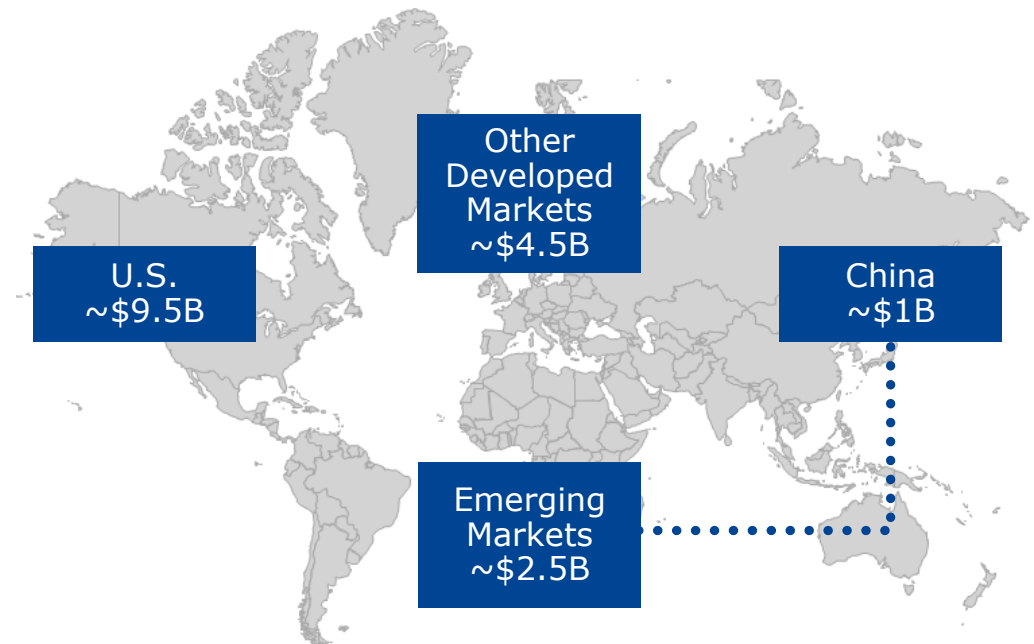 Other
Developed
Markets
~$4.5B
U.S.
~$9.5B
China
~$1B
Emerging
Markets
~$2.5B